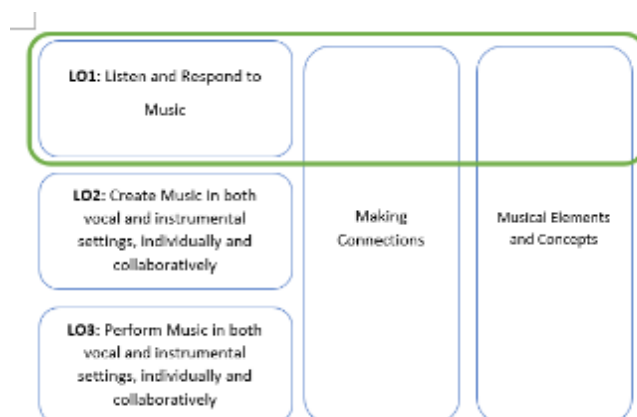 LO1: Listen and Respond to
Music
LO2: Create Music in both
vocal and instrumental
settings, individually and
collaboratively
Making
Connections
Musical Elements
and Concepts
LO3: Perform Music in both
vocal and instrumental
settings, individually and
collaboratively